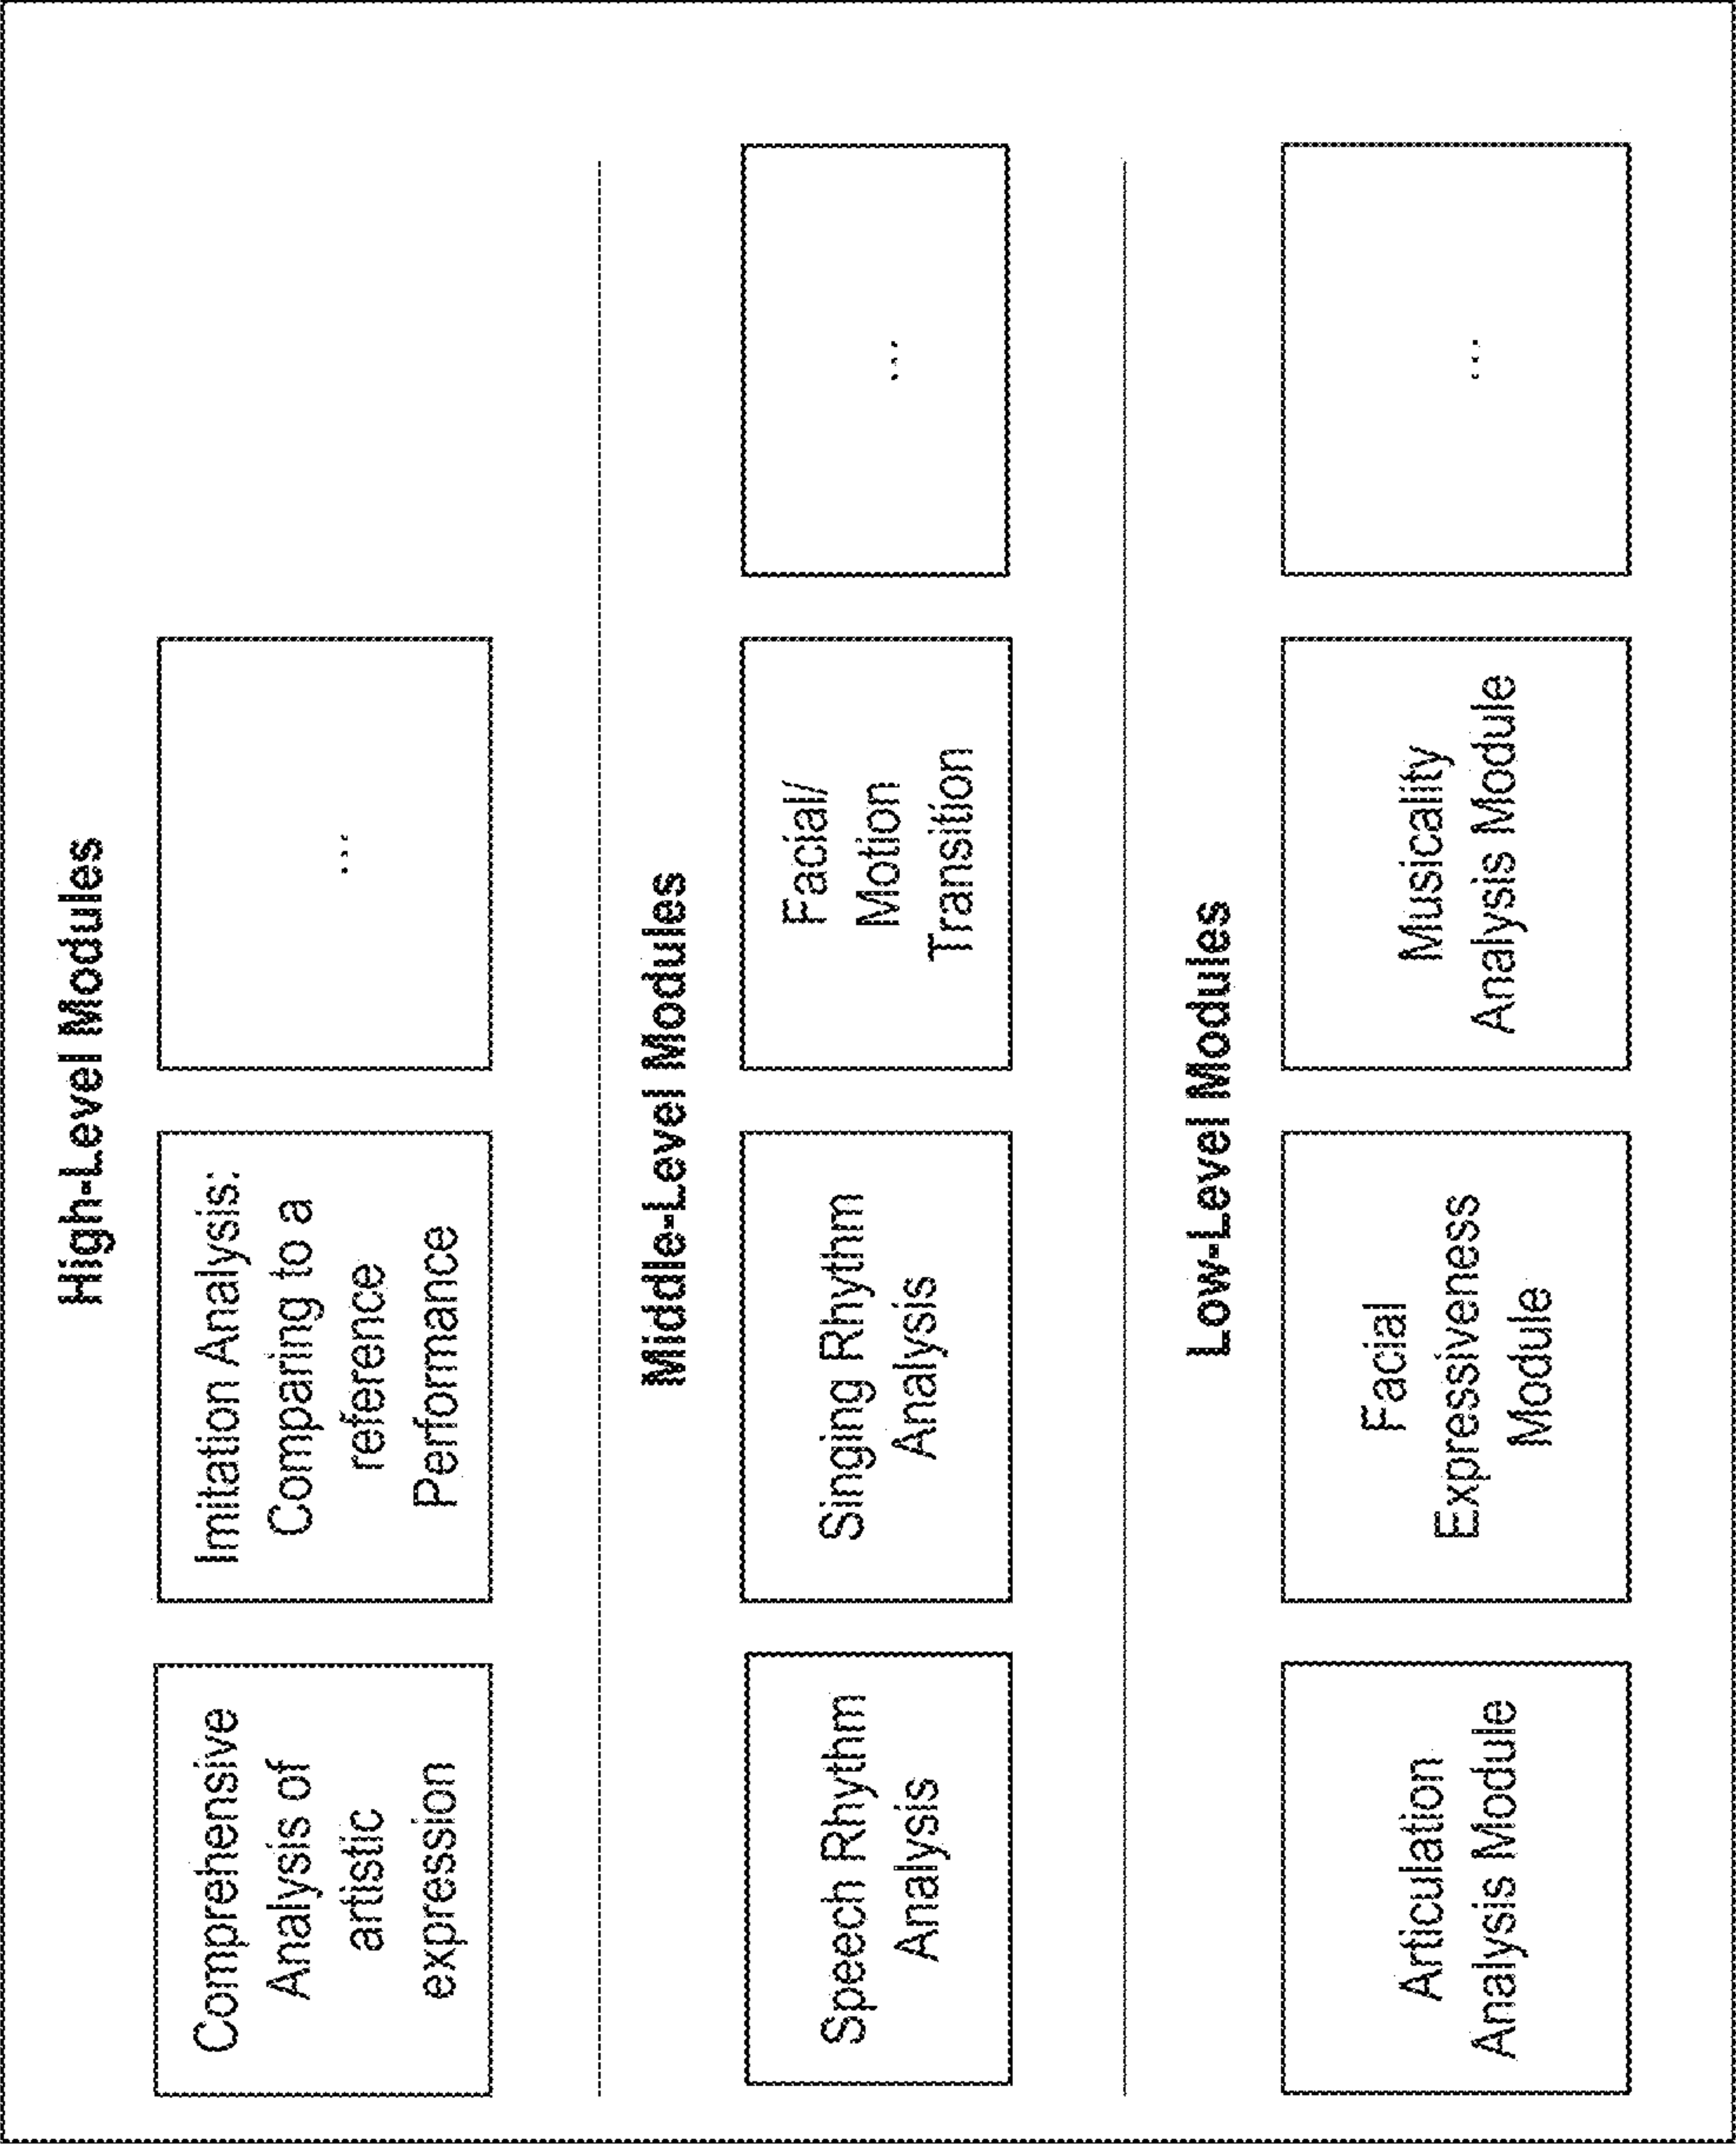 High-Level Modules
Comprehensive
Analysis of
artistic
expression
Imitation Analysis:
Comparing to a
reference
Performance
...
Middle-Level Modules
Speech Rhythm
Analysis
Singing Rhythm
Analysis
Facial/
Motion
Transition
...
Low-Level Modules
Articulation
Analysis Module
Facial
Expressiveness
Module
Musicality
Analysis Module
...